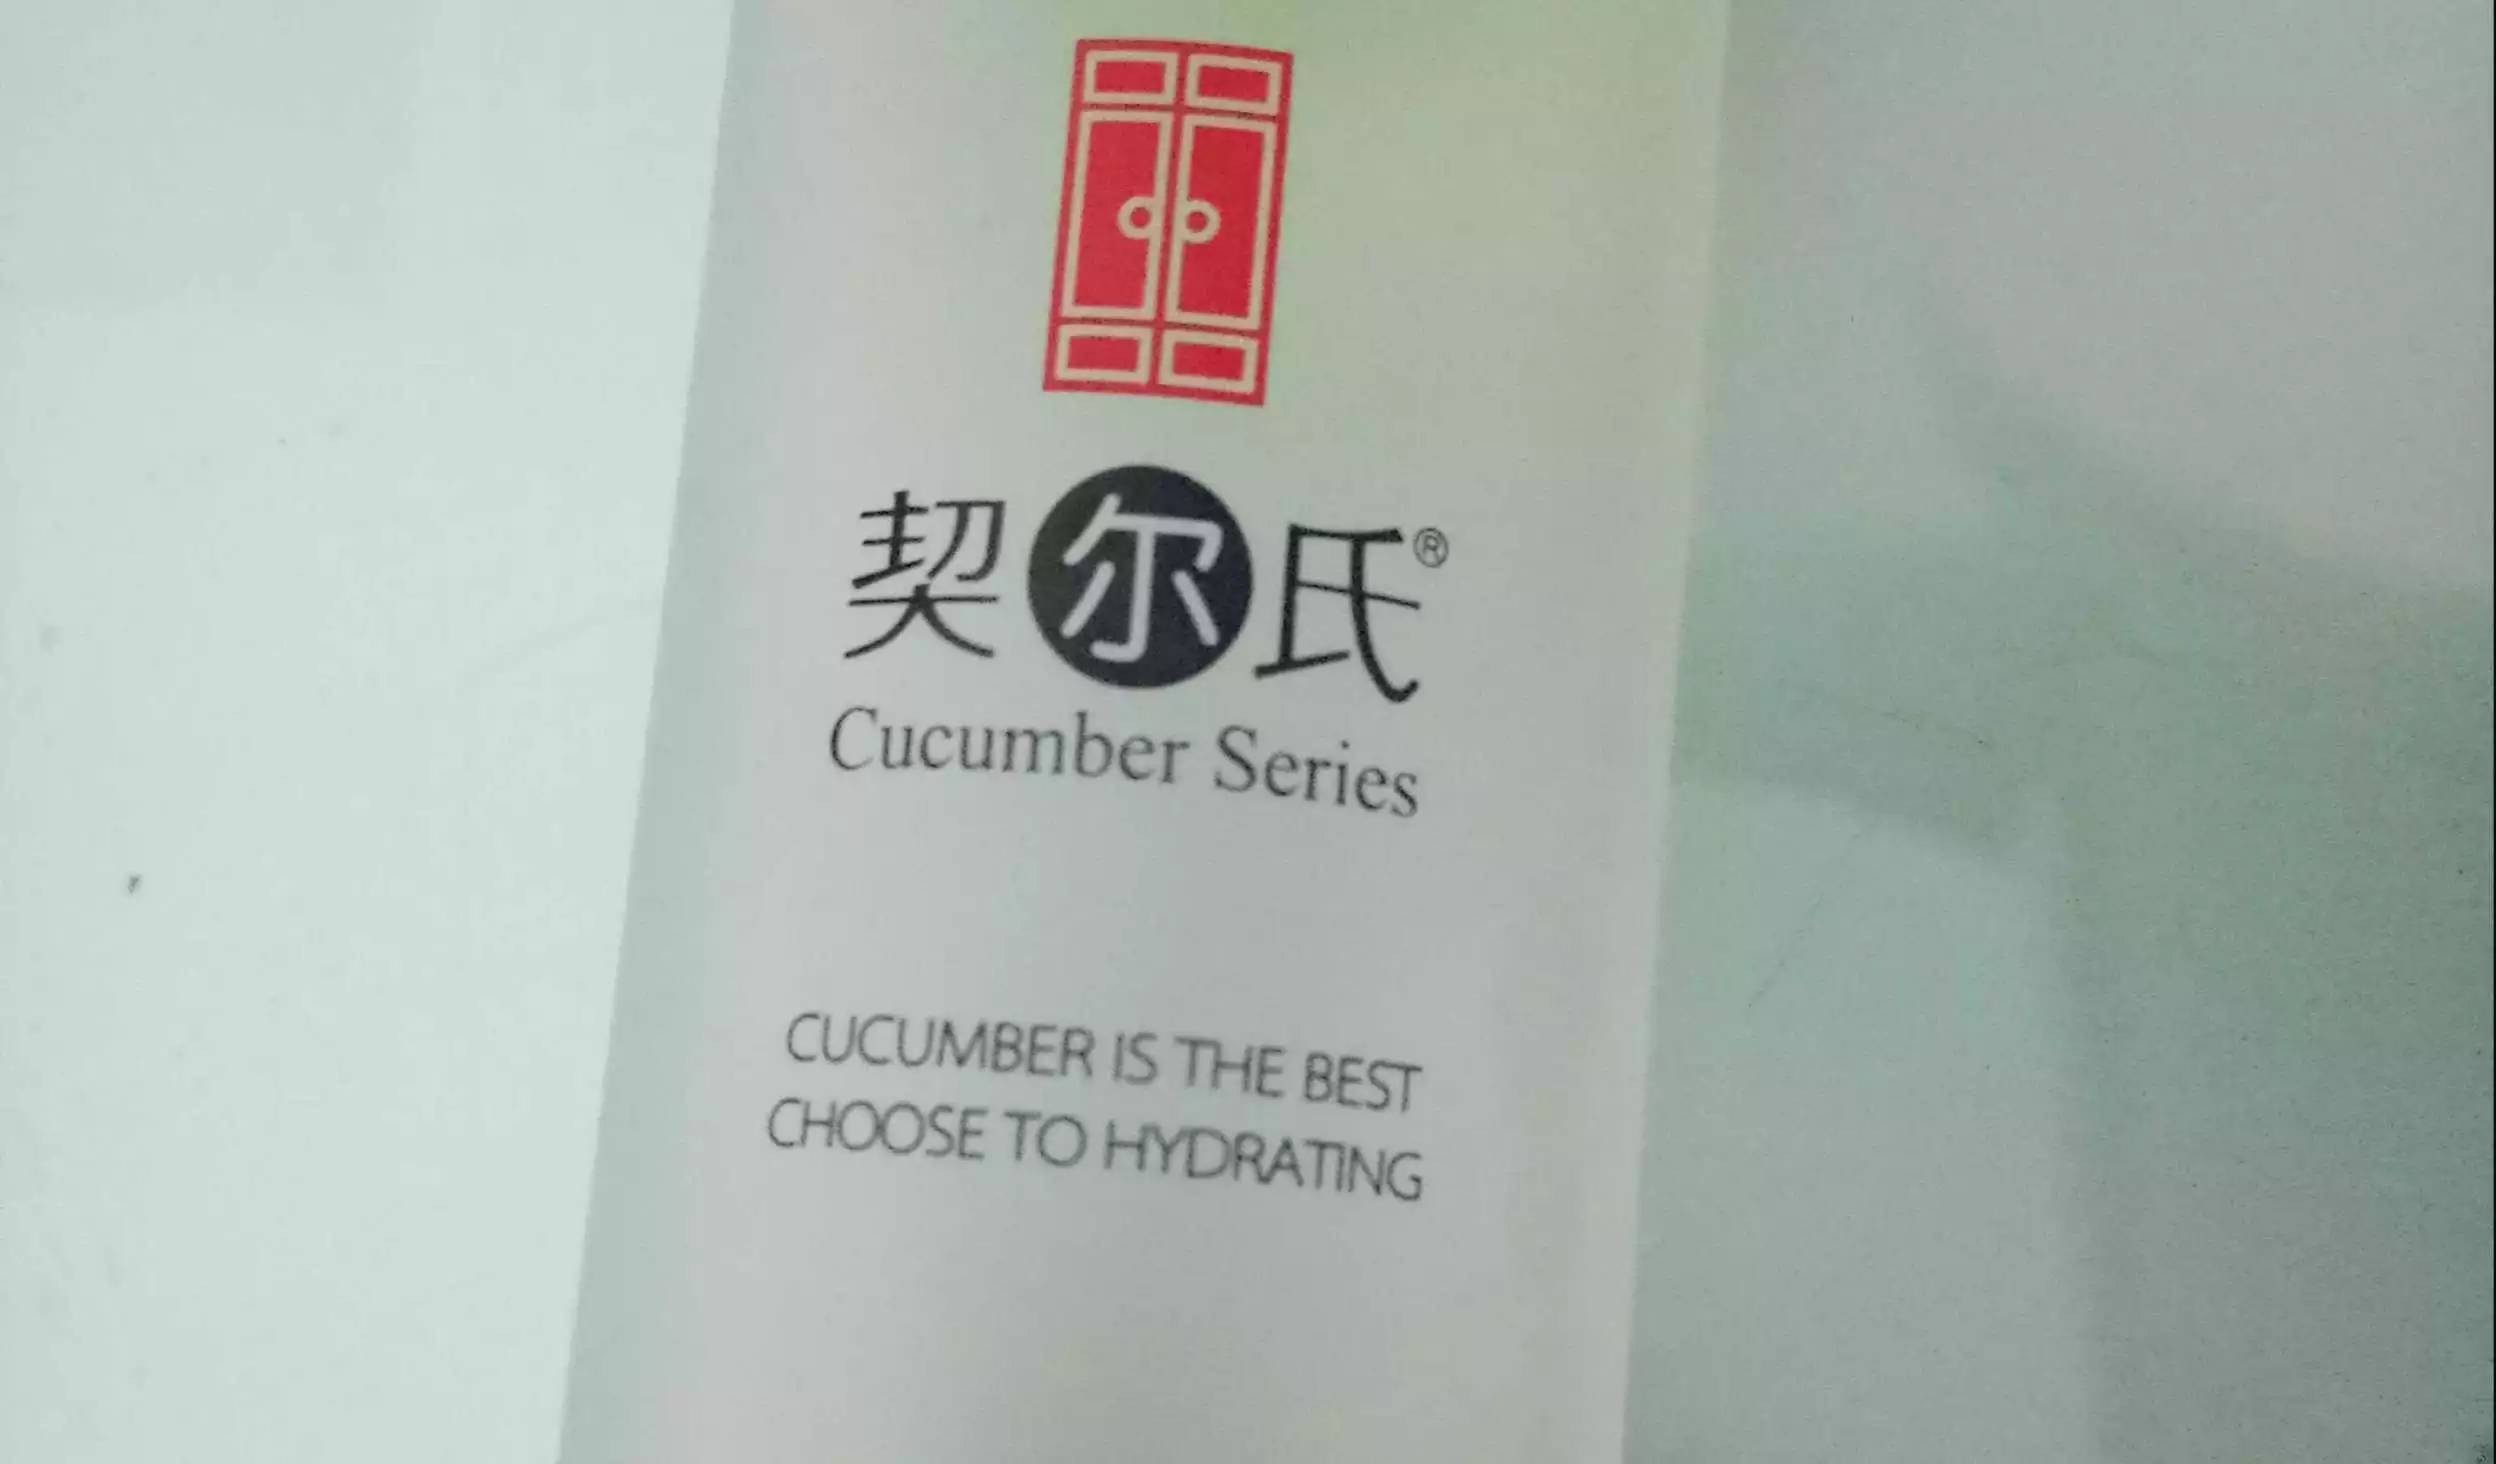 契尔氏®
Cucumber Series
CUCUMBER IS THE BEST
CHOOSE TO HYDRATING